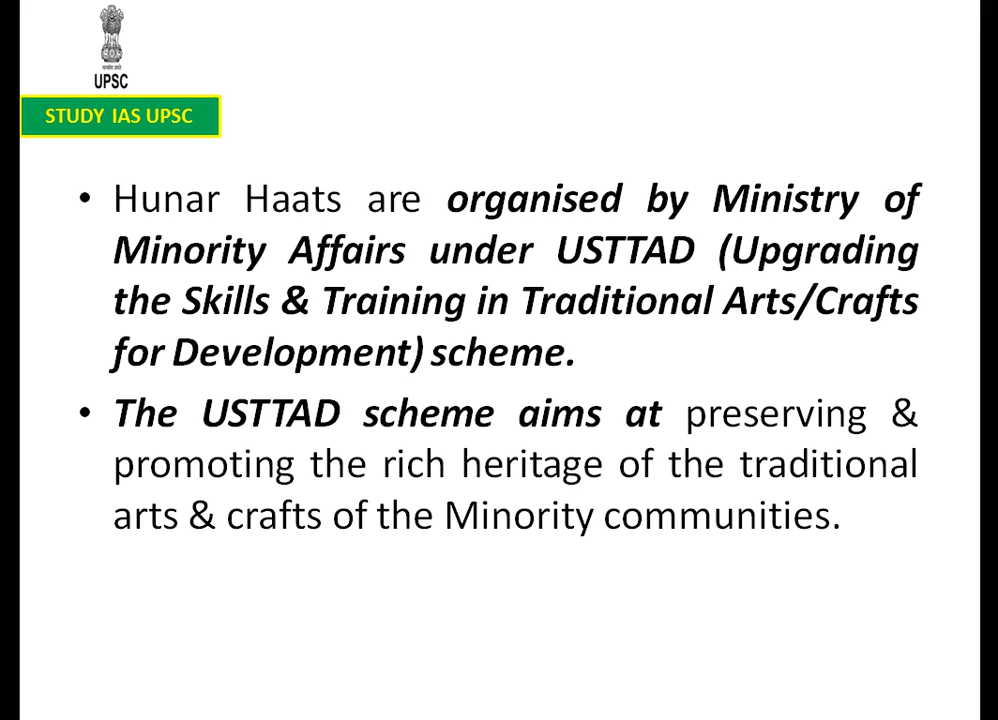 UPSC
STUDY IAS UPSC
• Hunar Haats are organised by Ministry of
Minority Affairs under USTTAD (Upgrading
the Skills & Training in Traditional Arts/Crafts
for Development) scheme.
• The USTTAD scheme aims at preserving &
promoting the rich heritage of the traditional
arts & crafts of the Minority communities.